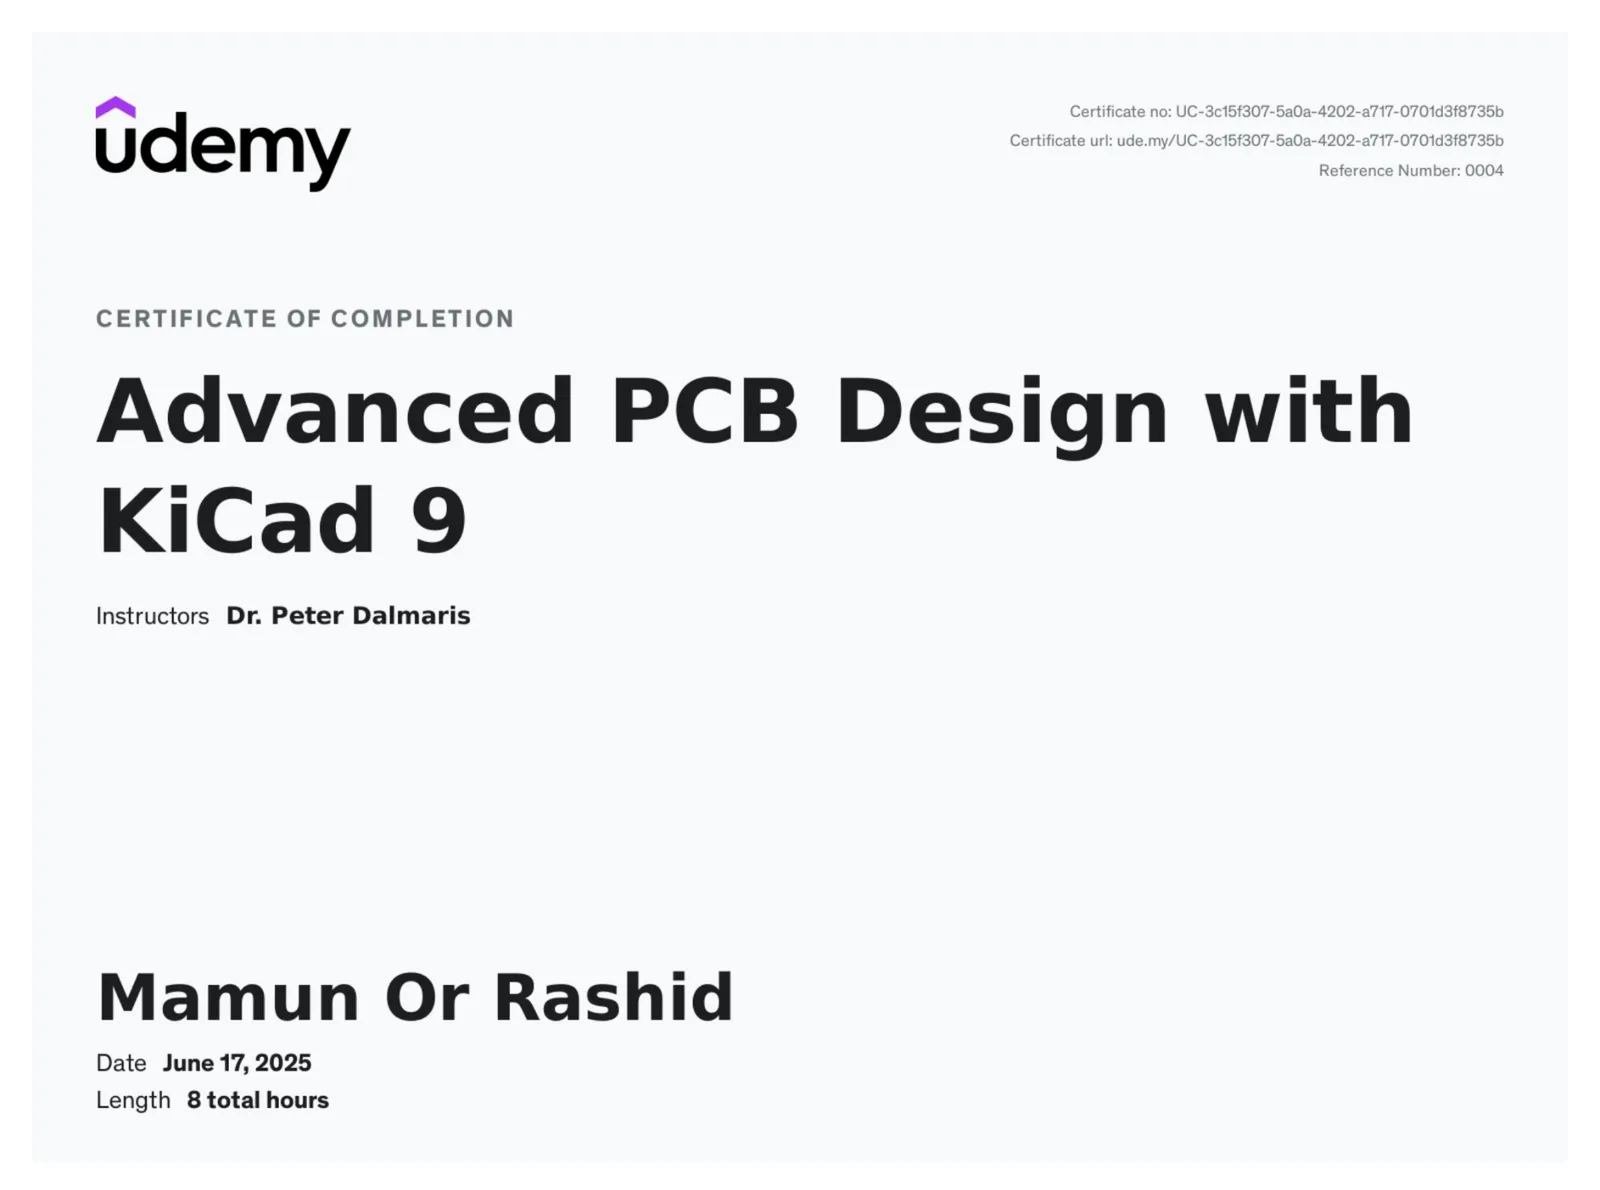 udemy
Certificate no: UC-3c15f307-5a0a-4202-a717-0701d3f8735b
Certificate url: ude.my/UC-3c15f307-5a0a-4202-a717-0701d3f8735b
Reference Number: 0004
CERTIFICATE OF COMPLETION
Advanced PCB Design with
KiCad 9
Instructors Dr. Peter Dalmaris
Mamun Or Rashid
Date June 17, 2025
Length 8 total hours